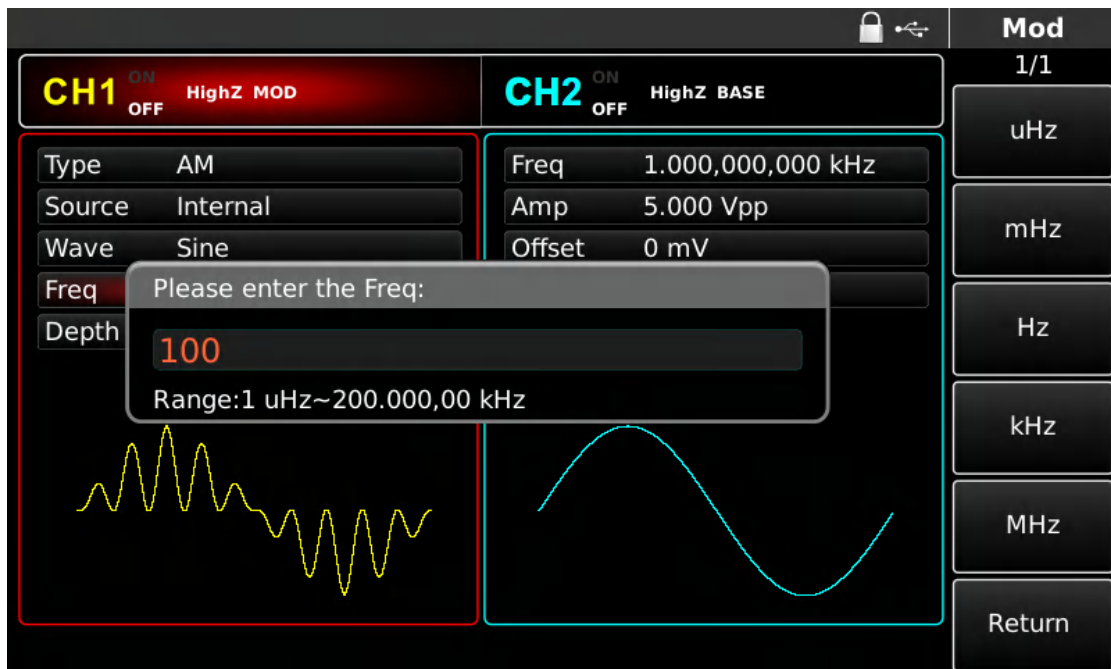 Mod
1/1
CH1 ON OFF HighZ MOD
CH2 ON OFF HighZ BASE
Type AM
Source Internal
Wave Sine
Freq
Depth
Freq 1.000,000,000 kHz
Amp 5.000 Vpp
Offset 0 mV
Please enter the Freq:
100
Range:1 uHz~200.000,00 kHz
uHz
mHz
Hz
kHz
MHz
Return